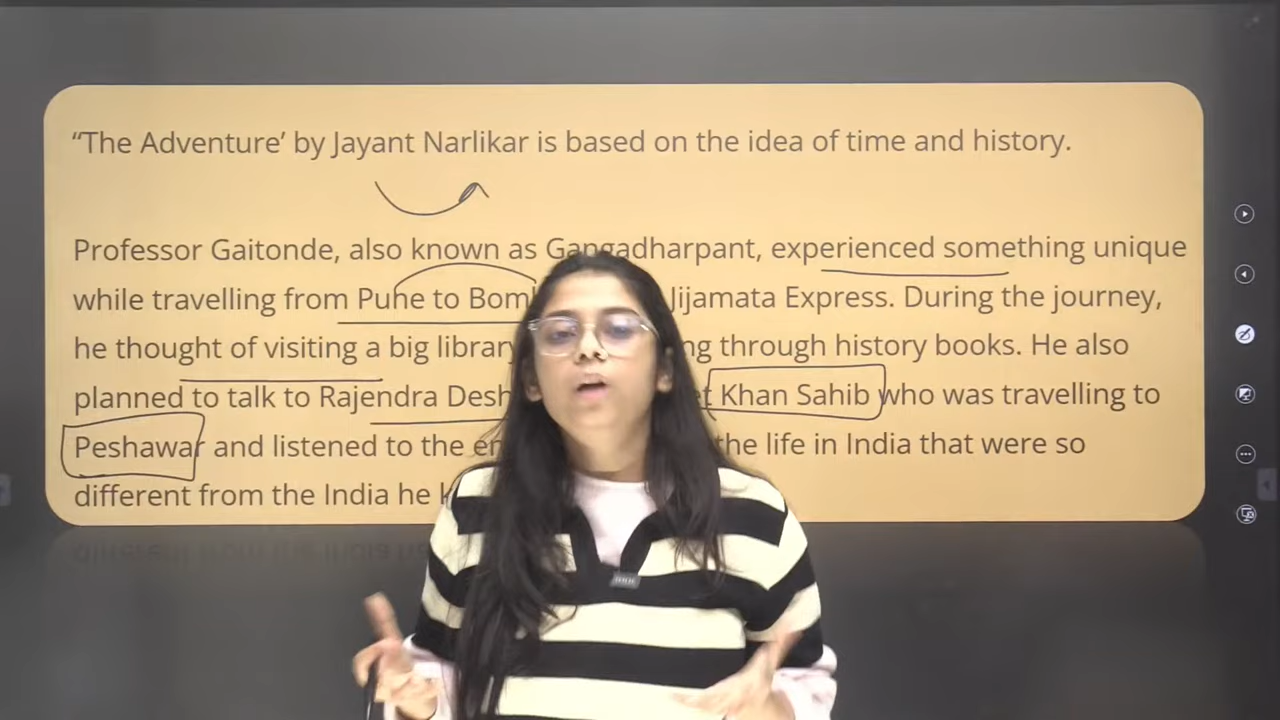 “The Adventure’ by Jayant Narlikar is based on the idea of time and history.
Professor Gaitonde, also known as Gangadharpant, experienced something unique
while travelling from Pune to Jijamata Express. During the journey,
he thought of visiting a big library through history books. He also
planned to talk to Rajendra Khan Sahib who was travelling to
Peshawar and listened to the the life in India that were so
different from the India he